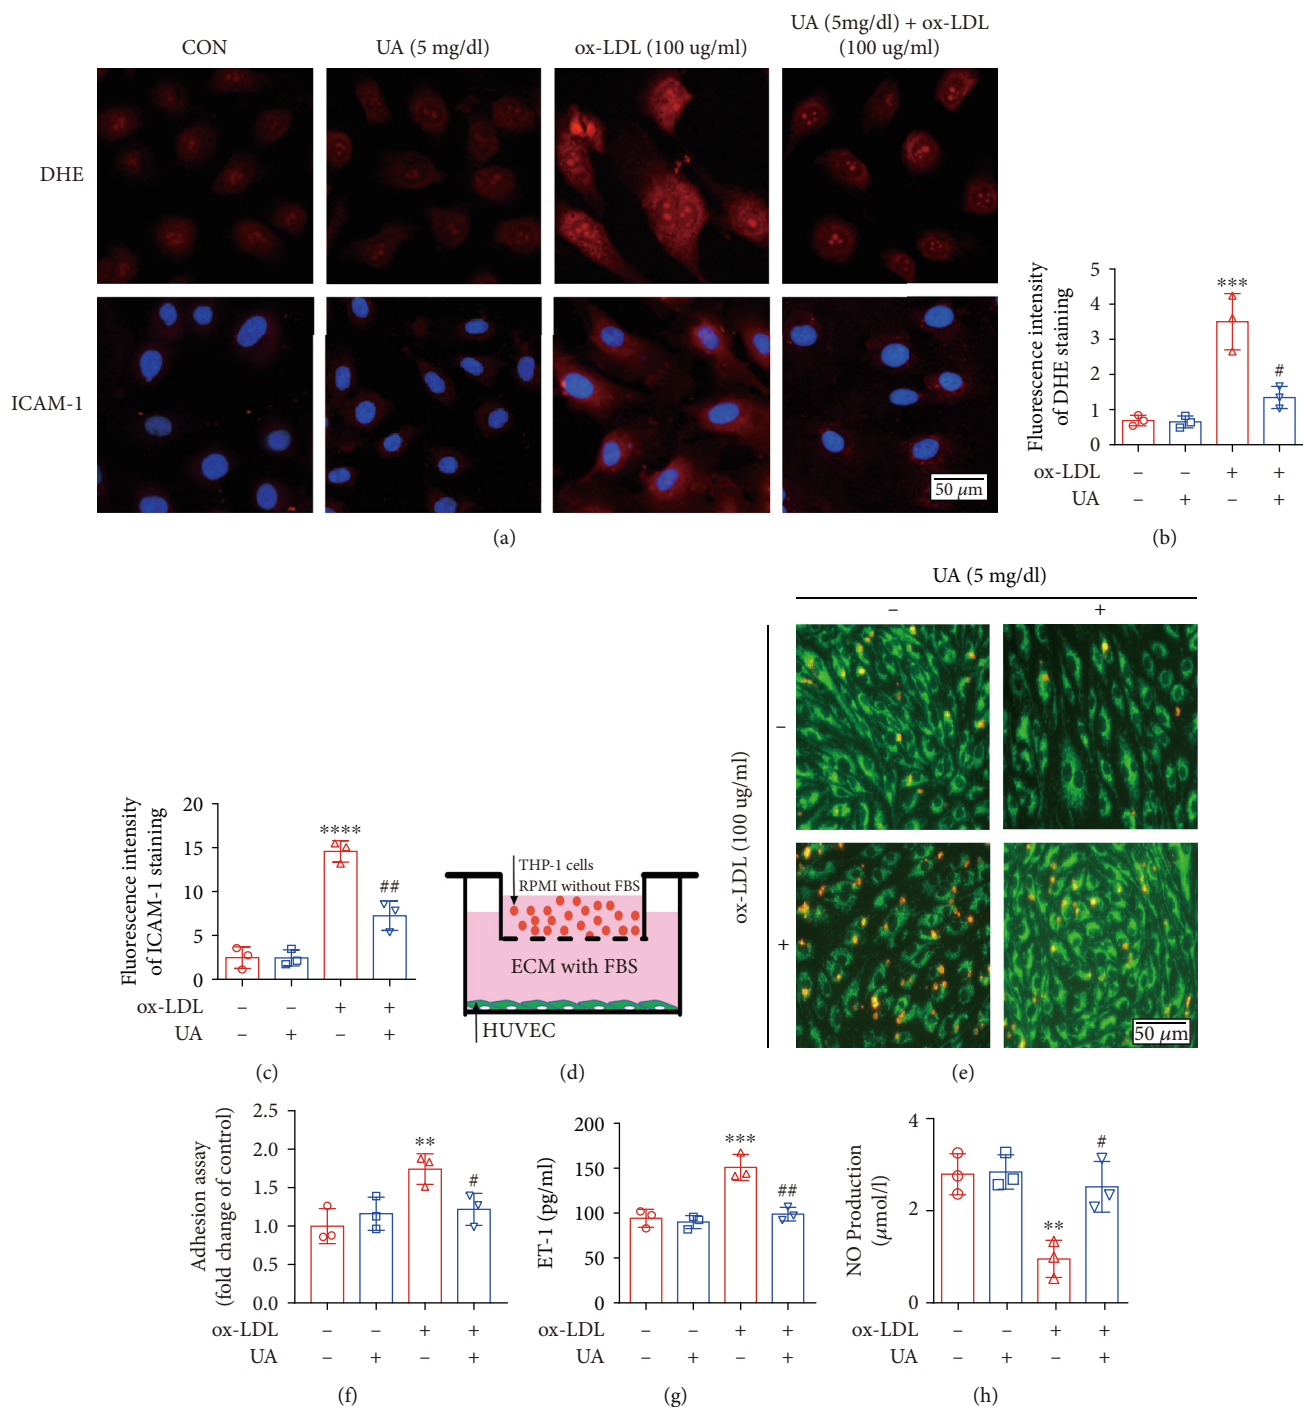 CON
UA (5 mg/dl)
ox-LDL (100 ug/ml)
UA (5mg/dl) + ox-LDL
(100 ug/ml)
DHE
ICAM-1
50 μm
(a)
Fluorescence intensity
of DHE staining
5
4
3
2
1
0
***
#
ox-LDL – – + +
UA – + – +
(b)
Fluorescence intensity
of ICAM-1 staining
20
15
10
5
0
****
##
ox-LDL – – + +
UA – + – +
(c)
THP-1 cells
RPMI without FBS
ECM with FBS
HUVEC
(d)
UA (5 mg/dl)
– +
ox-LDL (100 ug/ml)
–
+
50 μm
(e)
Adhesion assay
(fold change of control)
2.5
2.0
1.5
1.0
0.5
0.0
**
#
ox-LDL – – + +
UA – + – +
(f)
ET-1 (pg/ml)
200
150
100
50
0
***
##
ox-LDL – – + +
UA – + – +
(g)
NO Production
(μmol/l)
4
2
0
**
#
ox-LDL – – + +
UA – + – +
(h)